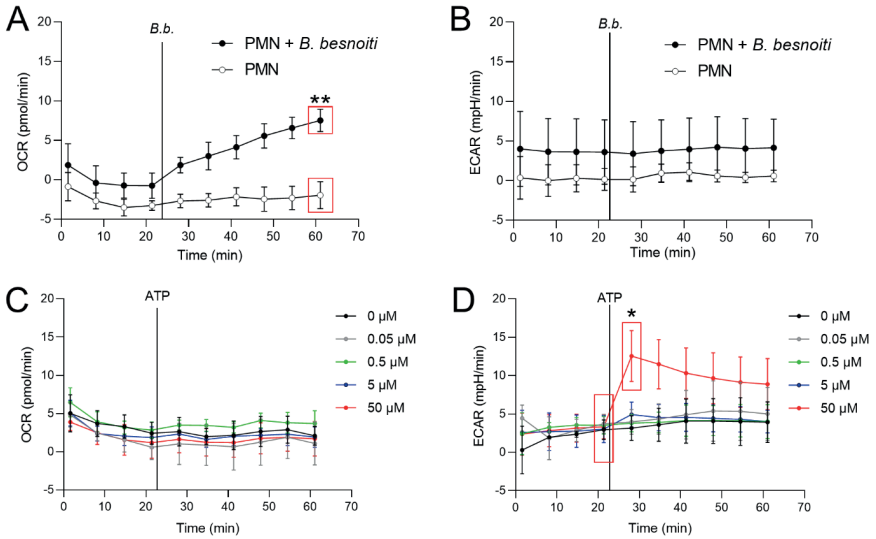 A
B.b.
PMN + B. besnoiti
PMN
**
OCR (pmol/min)
20
15
10
5
0
-5
0 10 20 30 40 50 60 70
Time (min)
B
B.b.
PMN + B. besnoiti
PMN
ECAR (mpH/min)
20
15
10
5
0
-5
0 10 20 30 40 50 60 70
Time (min)
C
ATP
0 µM
0.05 µM
0.5 µM
5 µM
50 µM
OCR (pmol/min)
20
15
10
5
0
-5
0 10 20 30 40 50 60 70
Time (min)
D
ATP
*
0 µM
0.05 µM
0.5 µM
5 µM
50 µM
ECAR (mpH/min)
20
15
10
5
0
-5
0 10 20 30 40 50 60 70
Time (min)